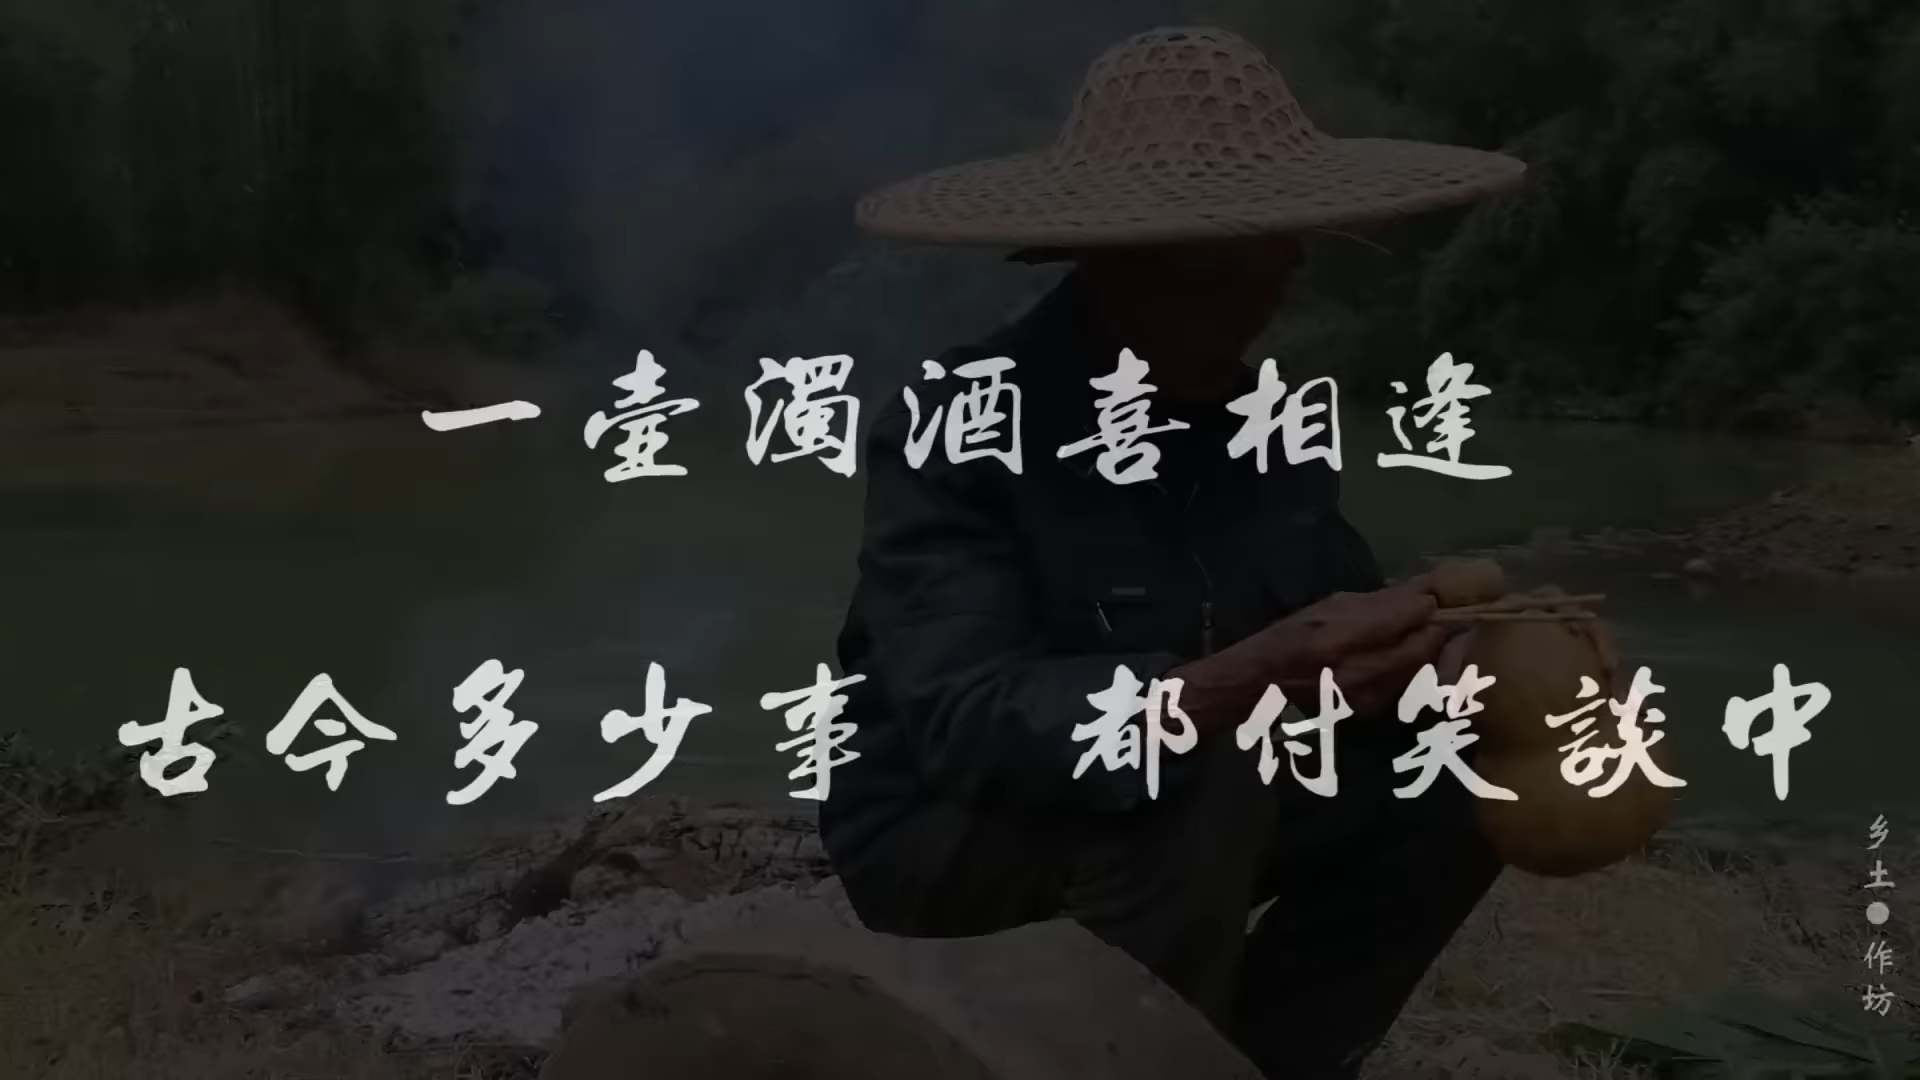 一壶濁酒喜相逢
古今多少事 都付笑談中
乡土●作坊